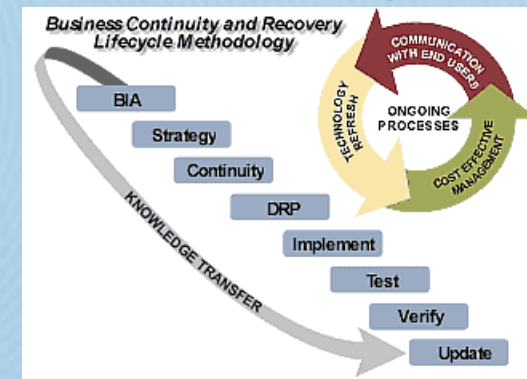 Business Continuity and Recovery
Lifecycle Methodology
BIA
Strategy
Continuity
DRP
Implement
Test
Verify
Update
KNOWLEDGE TRANSFER
COMMUNICATION
WITH END USERS
ONGOING
PROCESSES
TECHNOLOGY
REFRESH
COST EFFECTIVE
MANAGEMENT